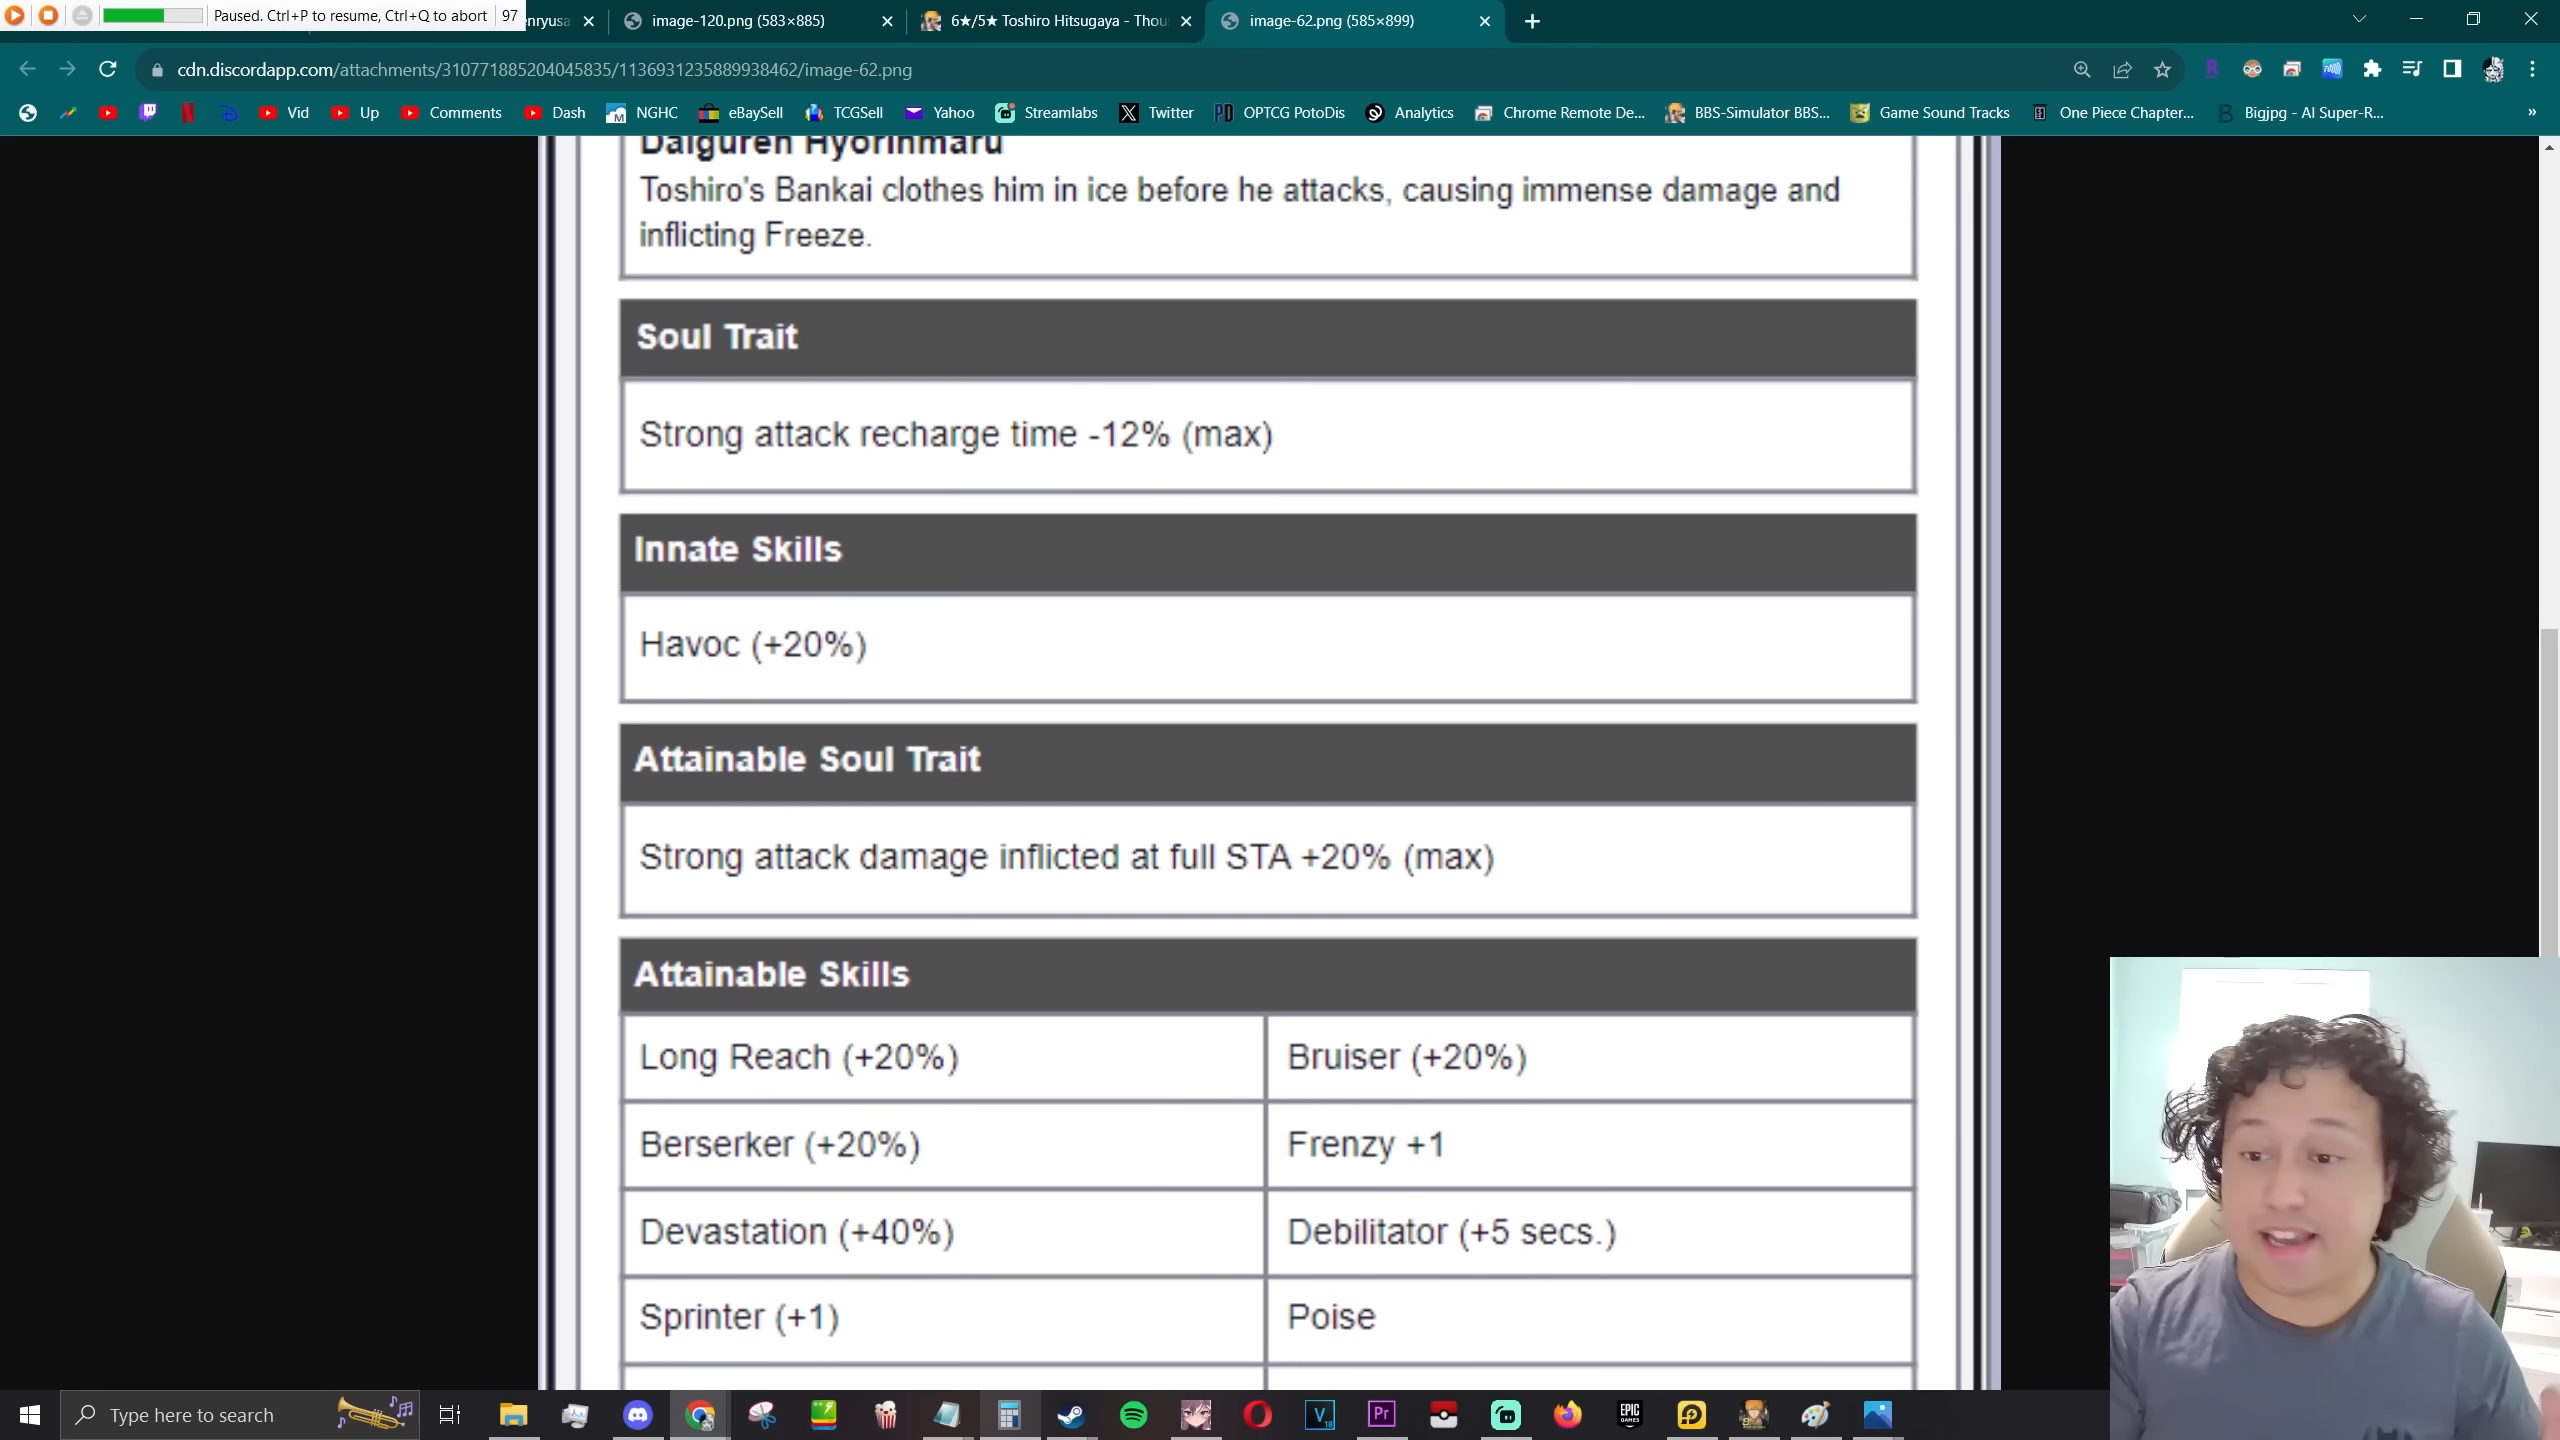 Paused. Ctrl+P to resume, Ctrl+Q to abort 97
enryusa
image-120.png (583×885)
6★/5★ Toshiro Hitsugaya - Thou
image-62.png (585×899)
cdn.discordapp.com/attachments/310771885204045835/1136931235889938462/image-62.png
Vid Up Comments Dash NGHC eBaySell TCGSell Yahoo Streamlabs Twitter OPTCG PotoDis Analytics Chrome Remote De... BBS-Simulator BBS... Game Sound Tracks One Piece Chapter... Bigjpg - AI Super-R... »
Daiguren Hyorinmaru
Toshiro's Bankai clothes him in ice before he attacks, causing immense damage and
inflicting Freeze.
Soul Trait
Strong attack recharge time -12% (max)
Innate Skills
Havoc (+20%)
Attainable Soul Trait
Strong attack damage inflicted at full STA +20% (max)
Attainable Skills
Long Reach (+20%) Bruiser (+20%)
Berserker (+20%) Frenzy +1
Devastation (+40%) Debilitator (+5 secs.)
Sprinter (+1) Poise
Type here to search
EPIC
GAMES
Pr